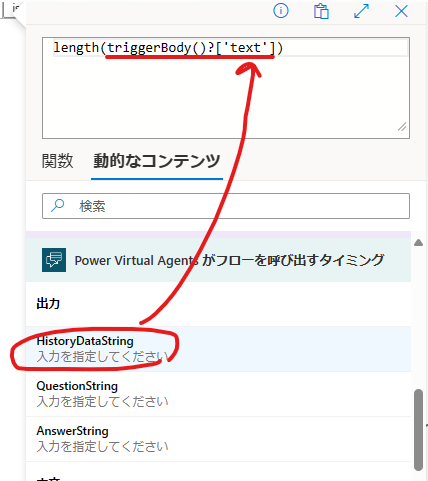 length(triggerBody()?['text'])
関数
動的なコンテンツ
検索
Power Virtual Agents がフローを呼び出すタイミング
出力
HistoryDataString
入力を指定してください
QuestionString
入力を指定してください
AnswerString
入力を指定してください